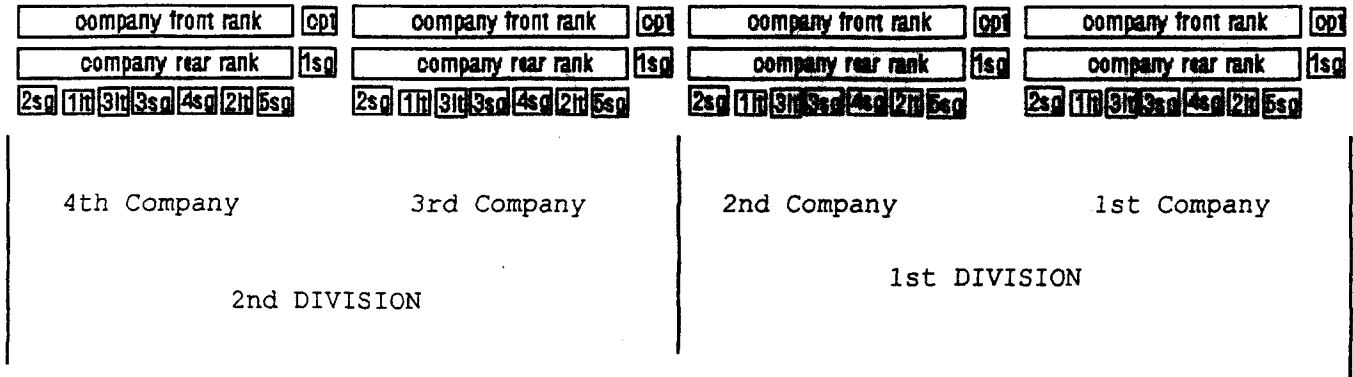 company front rank cpt company front rank cpt company front rank cpt company front rank cpt
company rear rank 1sg company rear rank 1sg company rear rank 1sg company rear rank 1sg
2sg 1lt 3lt 3sg 4sg 2lt 5sg 2sg 1lt 3lt 3sg 4sg 2lt 5sg 2sg 1lt 3lt 3sg 4sg 2lt 5sg 2sg 1lt 3lt 3sg 4sg 2lt 5sg
4th Company 3rd Company 2nd Company 1st Company
1st DIVISION
2nd DIVISION